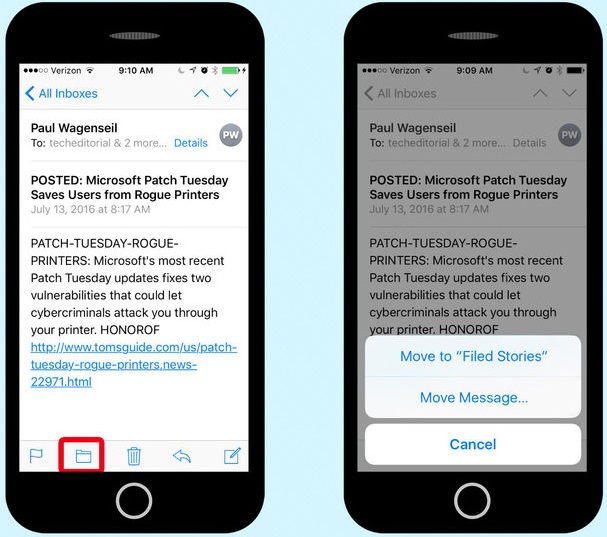 Verizon 9:10 AM
All Inboxes
Paul Wagenseil
PW
To: techeditorial & 2 more... Details
POSTED: Microsoft Patch Tuesday
Saves Users from Rogue Printers
July 13, 2016 at 8:17 AM
PATCH-TUESDAY-ROGUE-
PRINTERS: Microsoft's most recent
Patch Tuesday updates fixes two
vulnerabilities that could let
cybercriminals attack you through
your printer. HONOROF
http://www.tomsguide.com/us/patch-
tuesday-rogue-printers,news-
22971.html
Verizon 9:09 AM
All Inboxes
Paul Wagenseil
PW
To: techeditorial & 2 more... Details
POSTED: Microsoft Patch Tuesday
Saves Users from Rogue Printers
July 13, 2016 at 8:17 AM
PATCH-TUESDAY-ROGUE-
PRINTERS: Microsoft's most recent
Patch Tuesday updates fixes two
vulnerabilities that could let
cybercriminals attack you through
your printer. HONOROF
Move to “Filed Stories”
Move Message...
Cancel